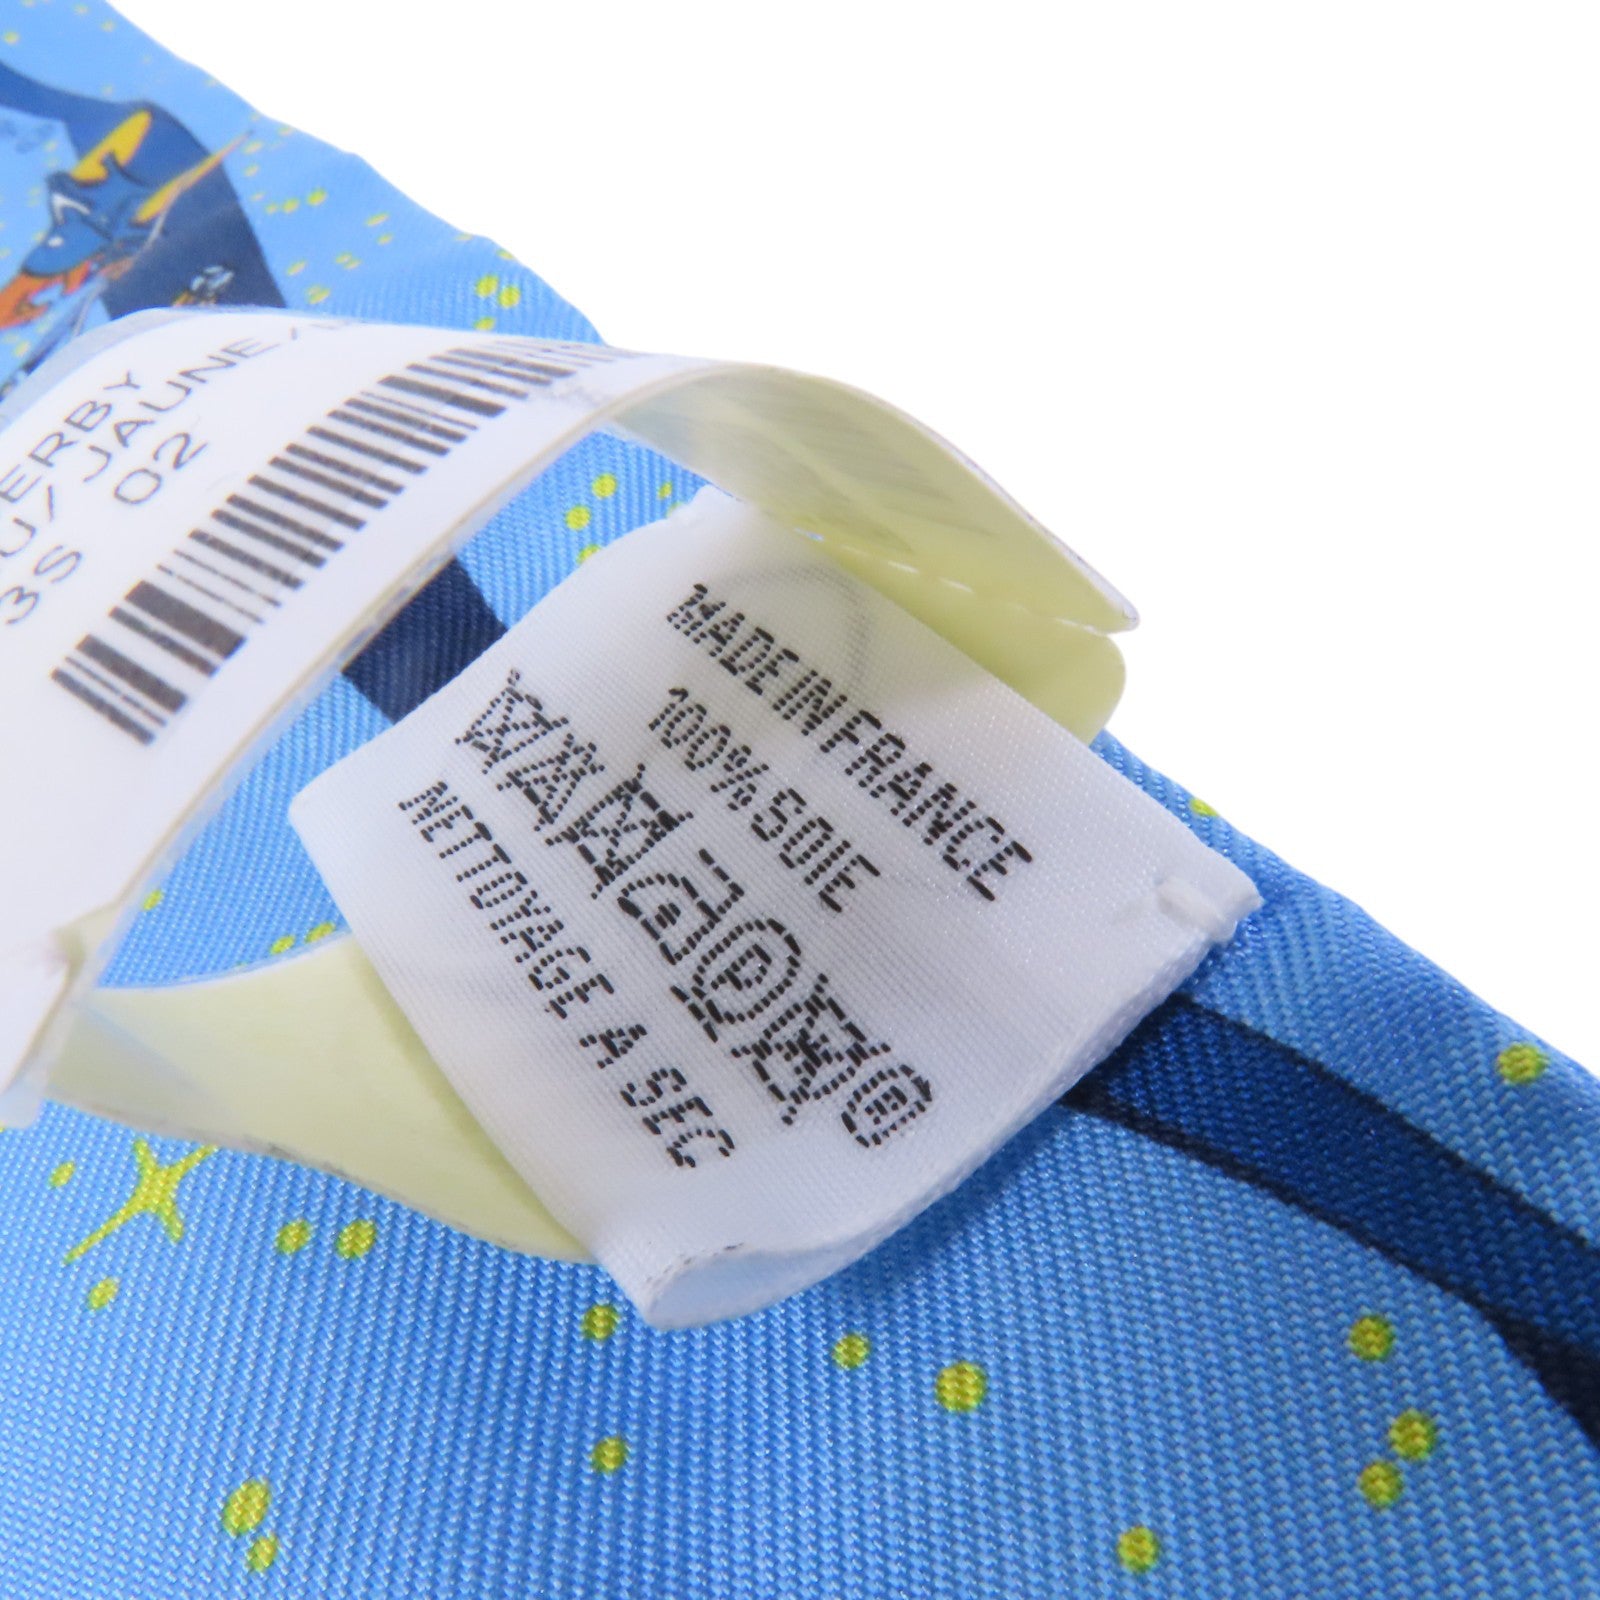 ERBY
U/JAUNE/
3S 02
MADE IN FRANCE
100% SOIE
NETTOYAGE A SEC